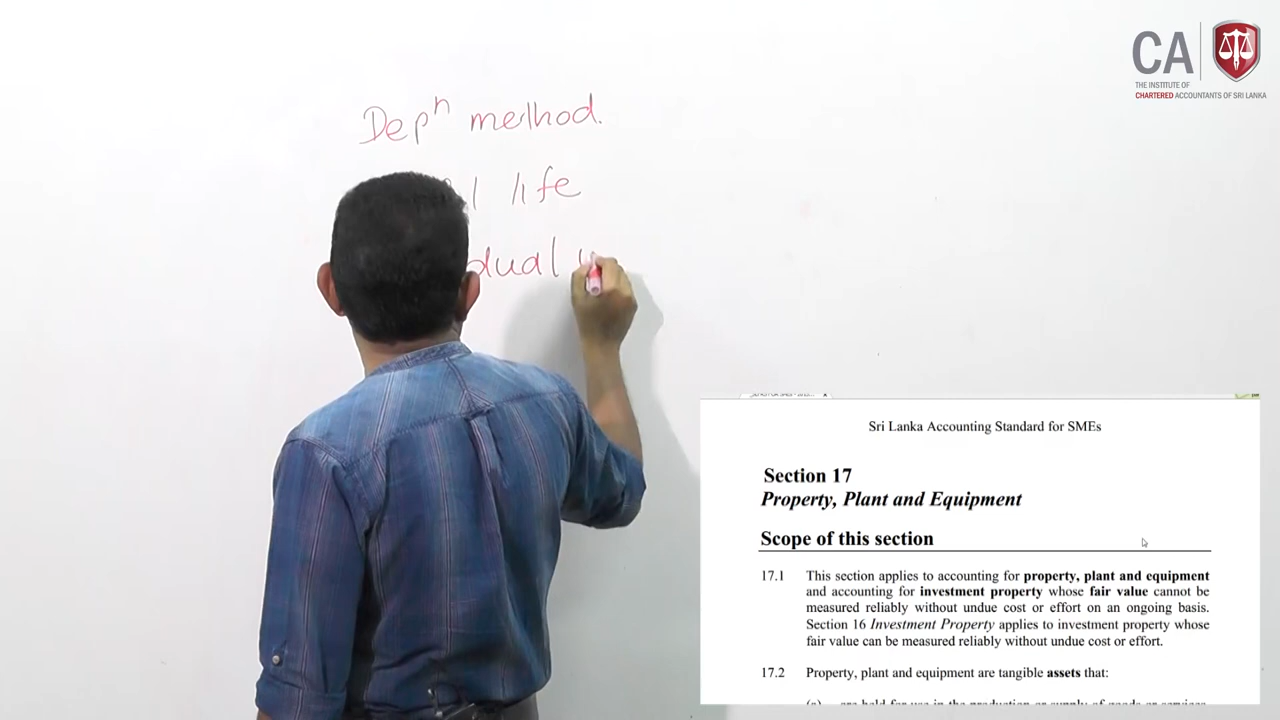 CA
THE INSTITUTE OF
CHARTERED ACCOUNTANTS OF SRI LANKA
Depⁿ method.
life
Sri Lanka Accounting Standard for SMEs
Section 17
Property, Plant and Equipment
Scope of this section
17.1 This section applies to accounting for property, plant and equipment
and accounting for investment property whose fair value cannot be
measured reliably without undue cost or effort on an ongoing basis.
Section 16 Investment Property applies to investment property whose
fair value can be measured reliably without undue cost or effort.
17.2 Property, plant and equipment are tangible assets that: